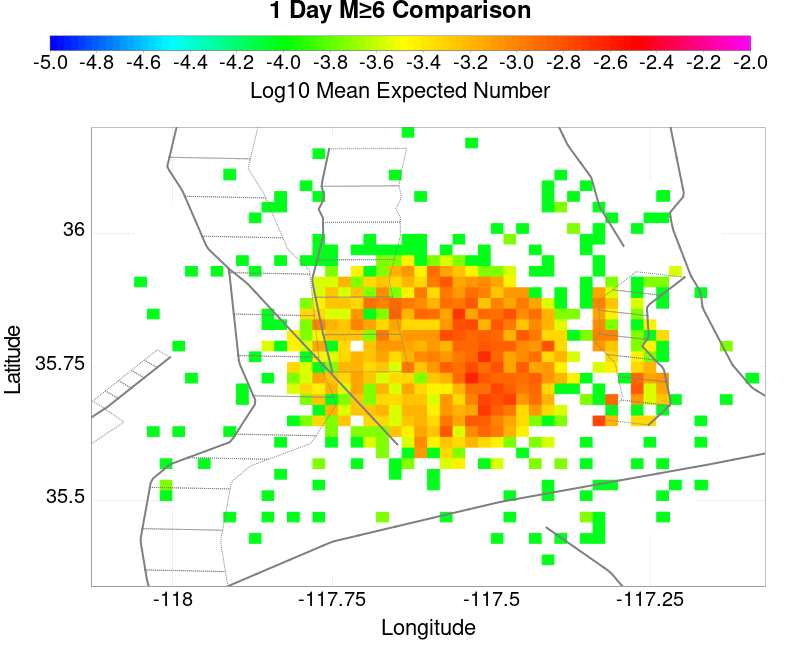 1 Day M≥6 Comparison
-5.0 -4.8 -4.6 -4.4 -4.2 -4.0 -3.8 -3.6 -3.4 -3.2 -3.0 -2.8 -2.6 -2.4 -2.2 -2.0
Log10 Mean Expected Number
36
35.75
35.5
Latitude
-118 -117.75 -117.5 -117.25
Longitude